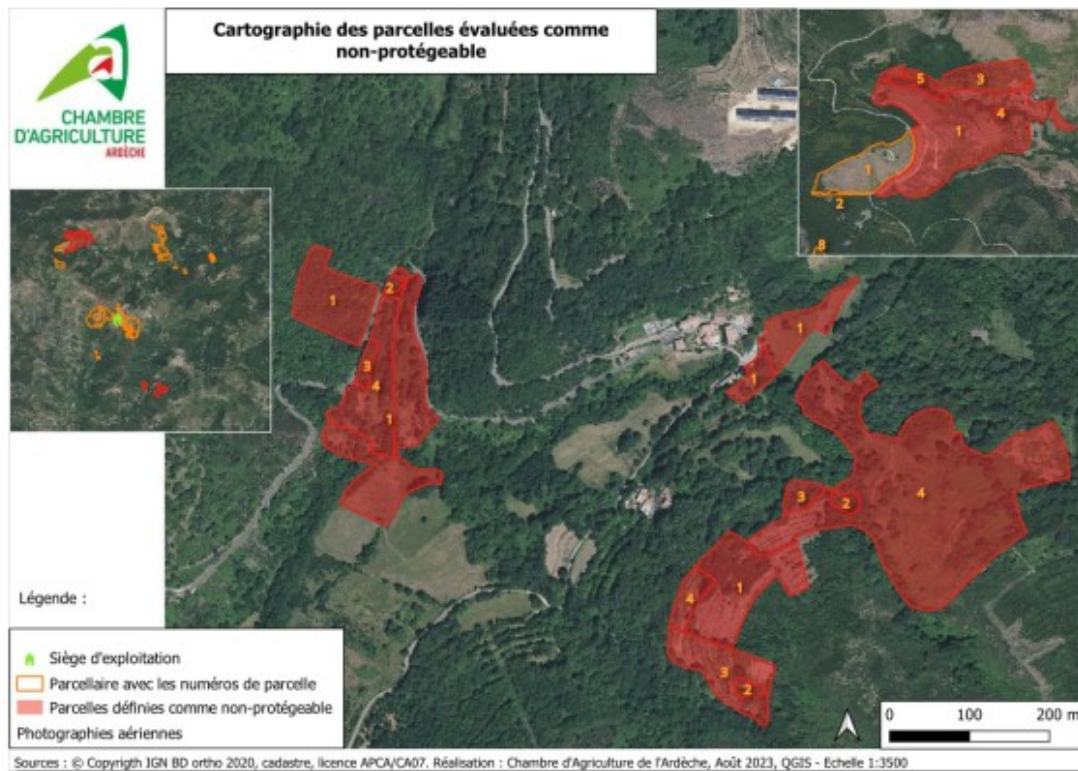 Cartographie des parcelles évaluées comme
non-protégeable
CHAMBRE
D'AGRICULTURE
ARDÈCHE
5
3
4
1
1
2
8
1
2
3
4
1
1
1
4
3
2
1
4
3
2
Légende :
Siège d'exploitation
Parcellaire avec les numéros de parcelle
Parcelles définies comme non-protégeable
Photographies aériennes
0 100 200 m
Sources : © Copyrigth IGN BD ortho 2020, cadastre, licence APCA/CA07. Réalisation : Chambre d'Agriculture de l'Ardèche, Août 2023, QGIS - Echelle 1:3500